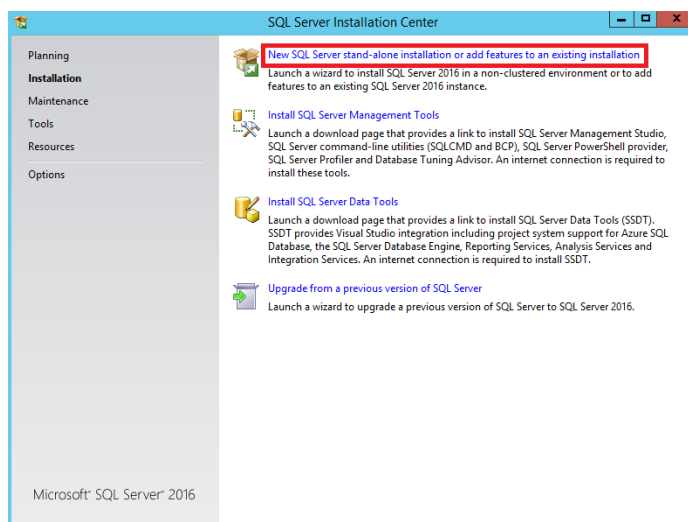 SQL Server Installation Center
Planning
Installation
Maintenance
Tools
Resources
Options
New SQL Server stand-alone installation or add features to an existing installation
Launch a wizard to install SQL Server 2016 in a non-clustered environment or to add
features to an existing SQL Server 2016 instance.
Install SQL Server Management Tools
Launch a download page that provides a link to install SQL Server Management Studio,
SQL Server command-line utilities (SQLCMD and BCP), SQL Server PowerShell provider,
SQL Server Profiler and Database Tuning Advisor. An internet connection is required to
install these tools.
Install SQL Server Data Tools
Launch a download page that provides a link to install SQL Server Data Tools (SSDT).
SSDT provides Visual Studio integration including project system support for Azure SQL
Database, the SQL Server Database Engine, Reporting Services, Analysis Services and
Integration Services. An internet connection is required to install SSDT.
Upgrade from a previous version of SQL Server
Launch a wizard to upgrade a previous version of SQL Server to SQL Server 2016.
Microsoft® SQL Server® 2016